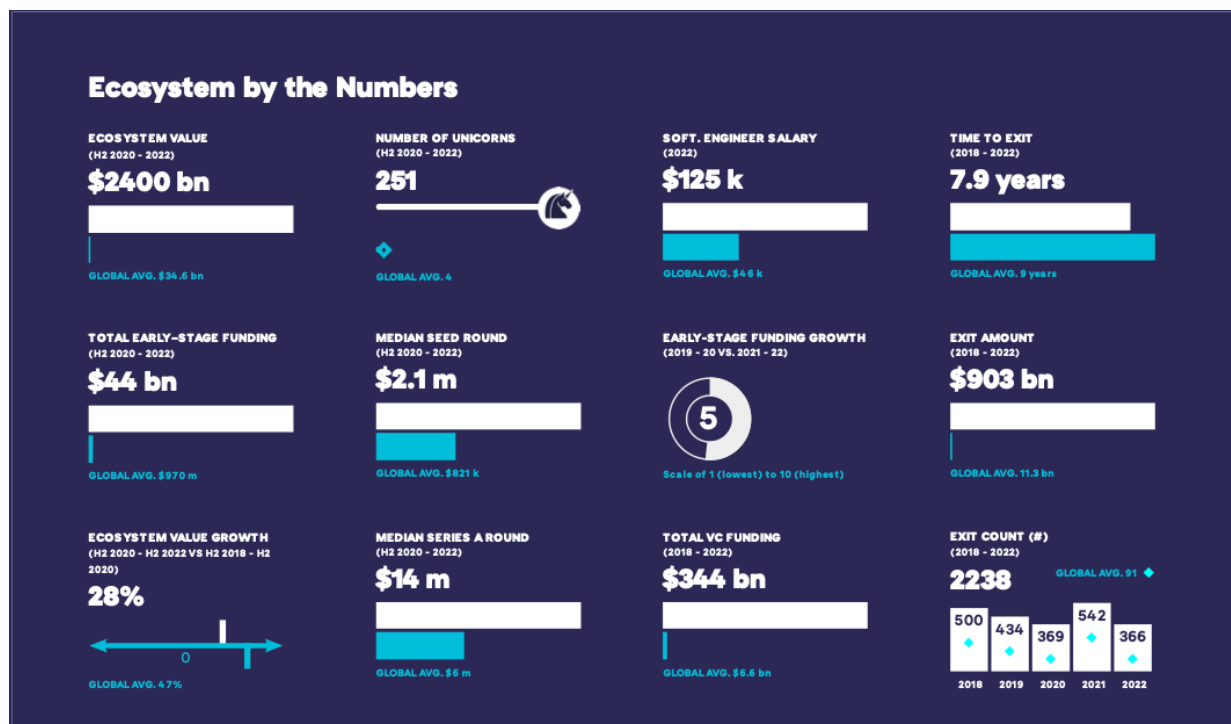 Ecosystem by the Numbers
ECOSYSTEM VALUE
(H2 2020 - 2022)
$2400 bn
GLOBAL AVG. $34.6 bn
NUMBER OF UNICORNS
(H2 2020 - 2022)
251
GLOBAL AVG. 4
SOFT. ENGINEER SALARY
(2022)
$125 k
GLOBAL AVG. $46 k
TIME TO EXIT
(2018 - 2022)
7.9 years
GLOBAL AVG. 9 years
TOTAL EARLY-STAGE FUNDING
(H2 2020 - 2022)
$44 bn
GLOBAL AVG. $970 m
MEDIAN SEED ROUND
(H2 2020 - 2022)
$2.1 m
GLOBAL AVG. $821 k
EARLY-STAGE FUNDING GROWTH
(2019 - 20 VS. 2021 - 22)
5
Scale of 1 (lowest) to 10 (highest)
EXIT AMOUNT
(2018 - 2022)
$903 bn
GLOBAL AVG. 11.3 bn
ECOSYSTEM VALUE GROWTH
(H2 2020 - H2 2022 VS H2 2018 - H2
2020)
28%
0
GLOBAL AVG. 47%
MEDIAN SERIES A ROUND
(H2 2020 - 2022)
$14 m
GLOBAL AVG. $6 m
TOTAL VC FUNDING
(2018 - 2022)
$344 bn
GLOBAL AVG. $6.6 bn
EXIT COUNT (#)
(2018 - 2022)
2238
GLOBAL AVG. 91
500 434 369 542 366
2018 2019 2020 2021 2022